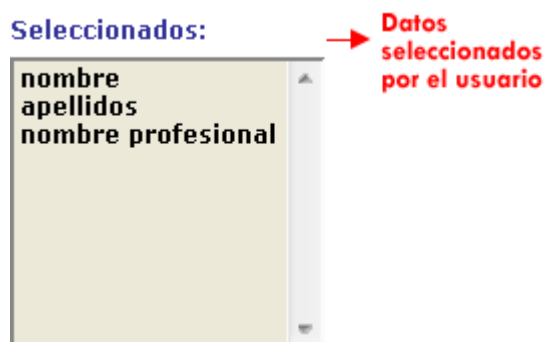 Seleccionados:
Datos
seleccionados
por el usuario
nombre
apellidos
nombre profesional